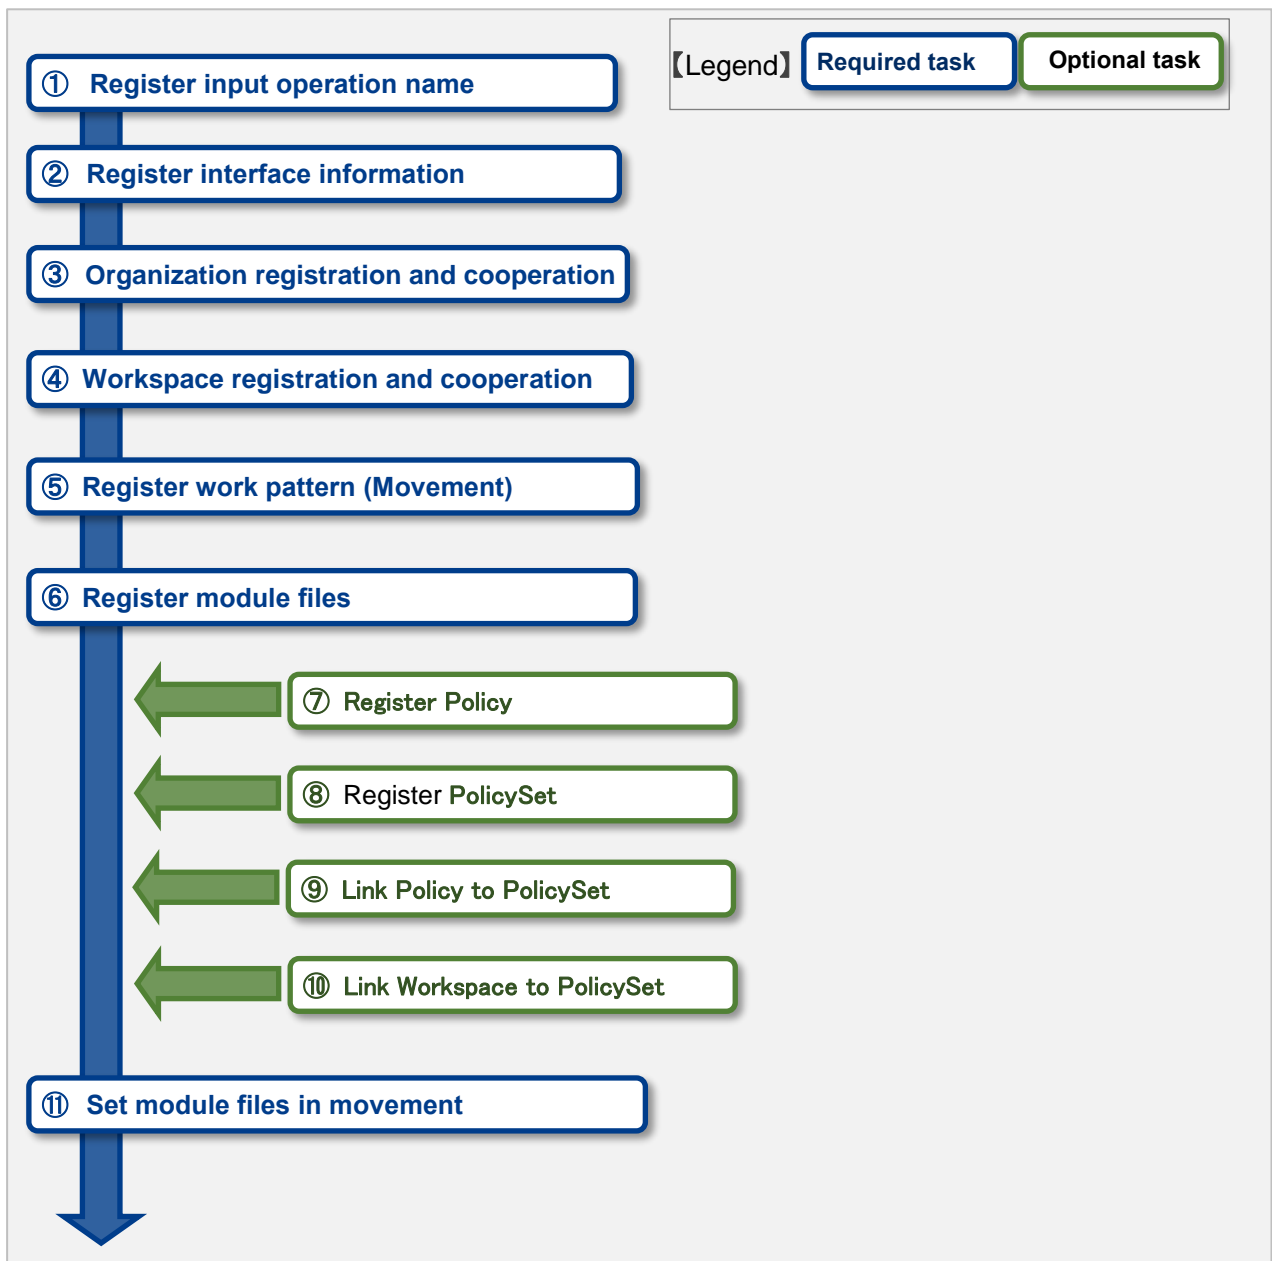 【Legend】 Required task Optional task
① Register input operation name
② Register interface information
③ Organization registration and cooperation
④ Workspace registration and cooperation
⑤ Register work pattern (Movement)
⑥ Register module files
⑦ Register Policy
⑧ Register PolicySet
⑨ Link Policy to PolicySet
⑩ Link Workspace to PolicySet
⑪ Set module files in movement